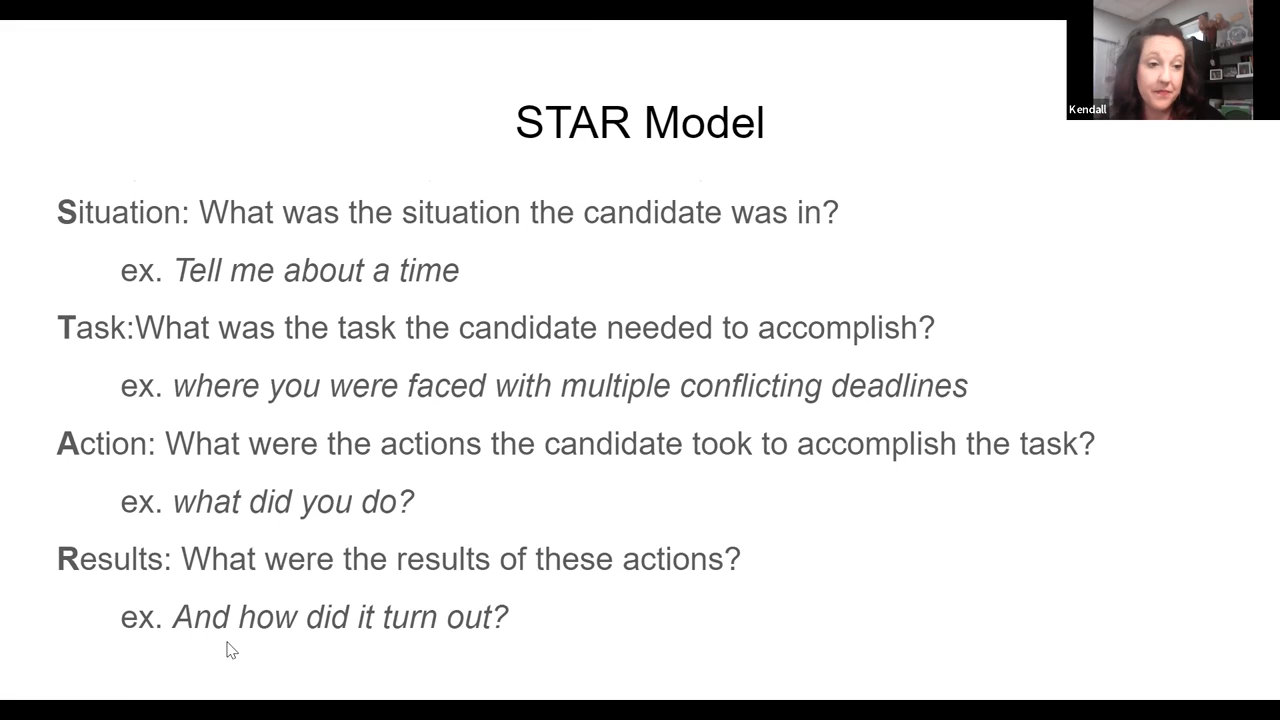 STAR Model
Kendall
Situation: What was the situation the candidate was in?
ex. Tell me about a time
Task:What was the task the candidate needed to accomplish?
ex. where you were faced with multiple conflicting deadlines
Action: What were the actions the candidate took to accomplish the task?
ex. what did you do?
Results: What were the results of these actions?
ex. And how did it turn out?